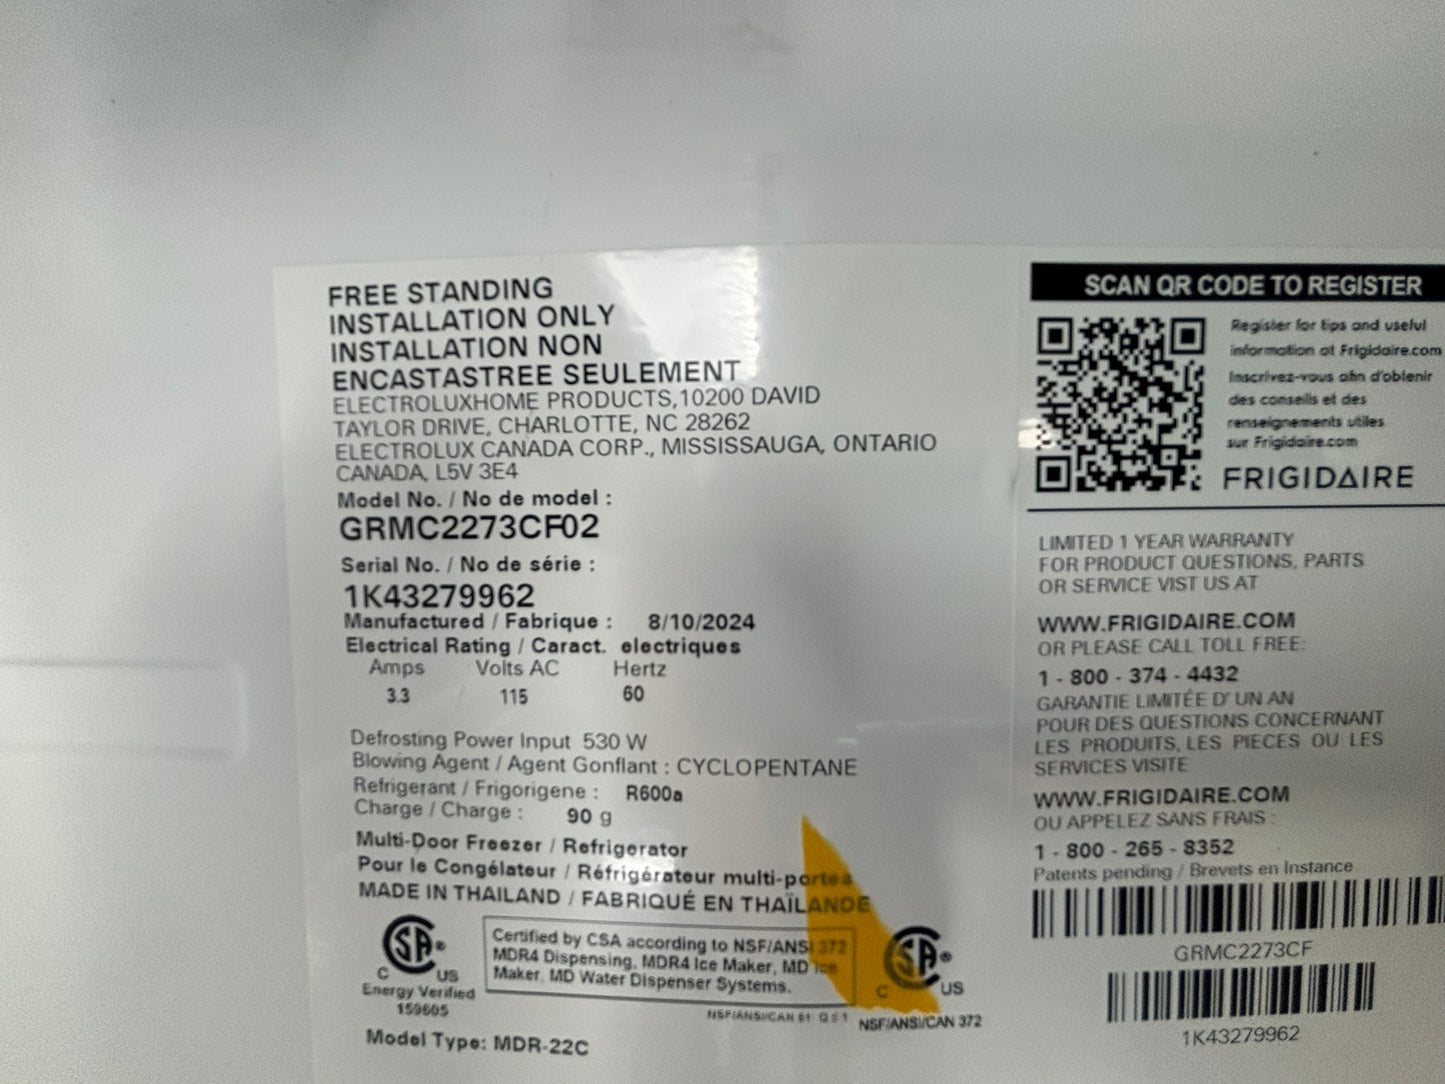 FREE STANDING
INSTALLATION ONLY
INSTALLATION NON
ENCASTASTREE SEULEMENT
ELECTROLUXHOME PRODUCTS,10200 DAVID
TAYLOR DRIVE, CHARLOTTE, NC 28262
ELECTROLUX CANADA CORP., MISSISSAUGA, ONTARIO
CANADA, L5V 3E4
Model No. / No de model :
GRMC2273CF02
Serial No. / No de série :
1K43279962
Manufactured / Fabrique : 8/10/2024
Electrical Rating / Caract. electriques
Amps Volts AC Hertz
3.3 115 60
Defrosting Power Input 530 W
Blowing Agent / Agent Gonflant : CYCLOPENTANE
Refrigerant / Frigorigene : R600a
Charge / Charge : 90 g
Multi-Door Freezer / Refrigerator
Pour le Congélateur / Réfrigérateur multi-portea
MADE IN THAILAND / FABRIQUÉ EN THAÏLANDE
SA®
C US
Energy Verified
159605
Certified by CSA according to NSF/ANSI 372
MDR4 Dispensing, MDR4 Ice Maker, MD Ice
Maker, MD Water Dispenser Systems.
SA®
C US
NSF/ANSI/CAN 61
NSF/ANSI/CAN 372
Model Type: MDR-22C
SCAN QR CODE TO REGISTER
Register for tips and useful
information at Frigidaire.com
Inscrivez-vous afin d'oblenir
des conseils et des
renseignements utiles
sur Frigidaire.com
FRIGIDAIRE
LIMITED 1 YEAR WARRANTY
FOR PRODUCT QUESTIONS, PARTS
OR SERVICE VIST US AT
WWW.FRIGIDAIRE.COM
OR PLEASE CALL TOLL FREE:
1 - 800 - 374 - 4432
GARANTIE LIMITÉE D' UN AN
POUR DES QUESTIONS CONCERNANT
LES PRODUITS, LES PIECES OU LES
SERVICES VISITE
WWW.FRIGIDAIRE.COM
OU APPELEZ SANS FRAIS :
1 - 800 - 265 - 8352
Patents pending / Brevets en Instance
GRMC2273CF
1K43279962